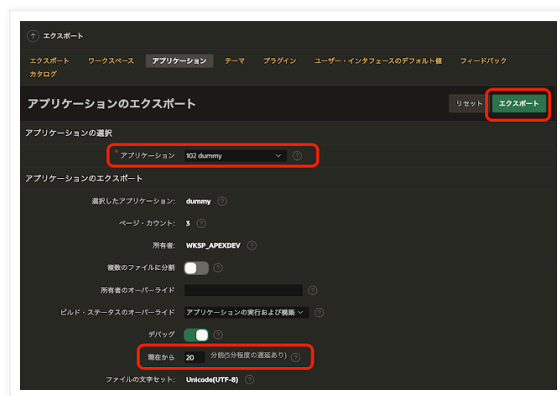 エクスポート
エクスポート ワークスペース アプリケーション テーマ プラグイン ユーザー・インタフェースのデフォルト値 フィードバック
カタログ
アプリケーションのエクスポート リセット エクスポート
アプリケーションの選択
* アプリケーション 102 dummy ?
アプリケーションのエクスポート
選択したアプリケーション: dummy ?
ページ・カウント: 3 ?
所有者: WKSP_APEXDEV ?
複数のファイルに分割 ?
所有者のオーバーライド ?
ビルド・ステータスのオーバーライド アプリケーションの実行および構築 ?
デバッグ ?
現在から 20 分前(5分程度の遅延あり) ?
ファイルの文字セット: Unicode(UTF-8) ?